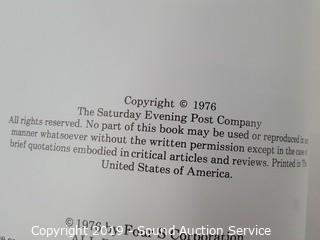 Copyright © 1976
The Saturday Evening Post Company
All rights reserved. No part of this book may be used or reproduced in
manner whatsoever without the written permission except in the case
brief quotations embodied in critical articles and reviews. Printed in
United States of America.
© 1976 by Corporation
Copyright 2019 - Sound Auction Service